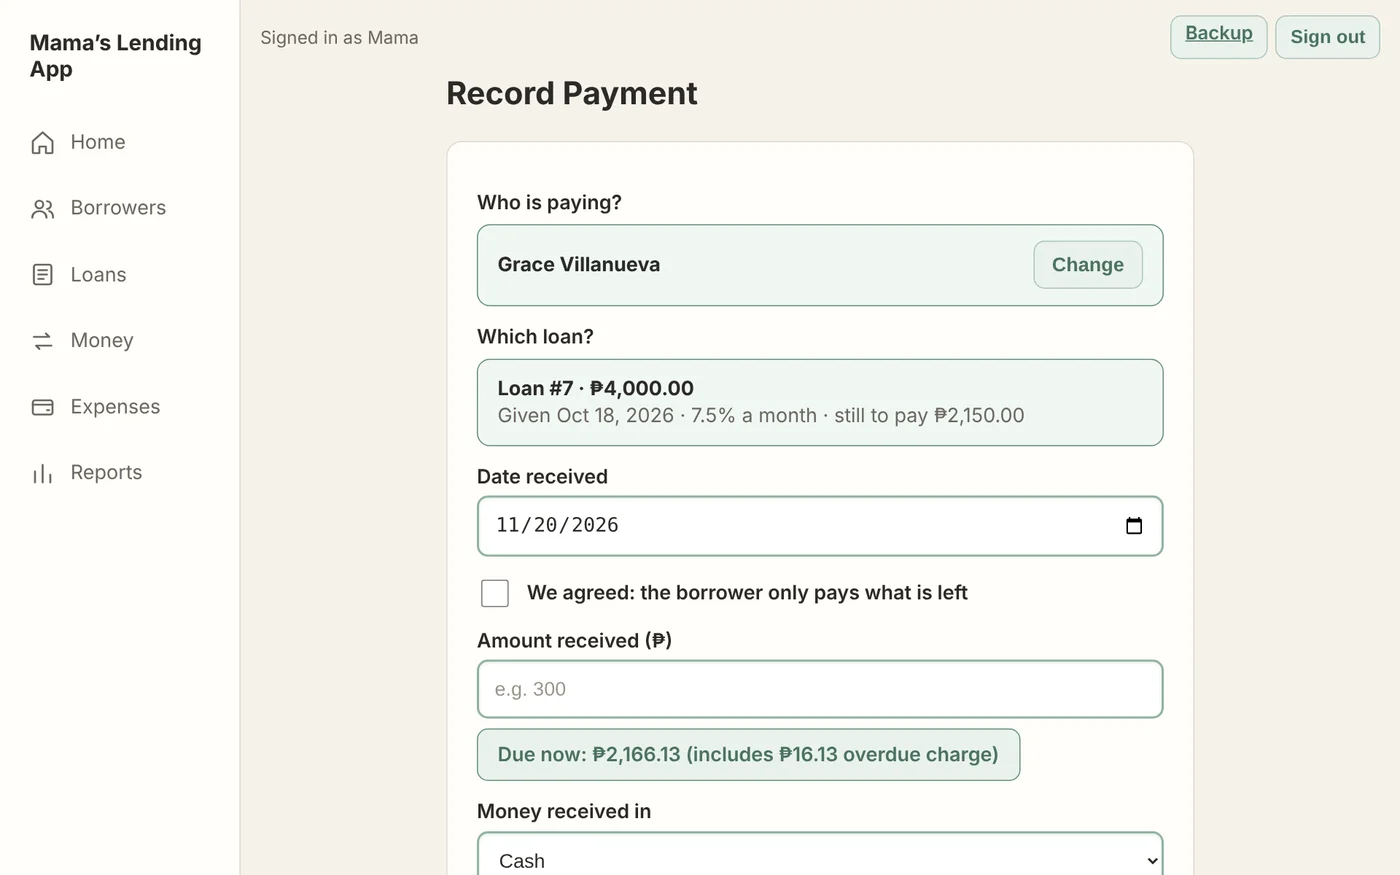 Mama’s Lending
App
Home
Borrowers
Loans
Money
Expenses
Reports
Signed in as Mama
Backup
Sign out
Record Payment
Who is paying?
Grace Villanueva
Change
Which loan?
Loan #7 · ₱4,000.00
Given Oct 18, 2026 · 7.5% a month · still to pay ₱2,150.00
Date received
11/20/2026
We agreed: the borrower only pays what is left
Amount received (₱)
e.g. 300
Due now: ₱2,166.13 (includes ₱16.13 overdue charge)
Money received in
Cash